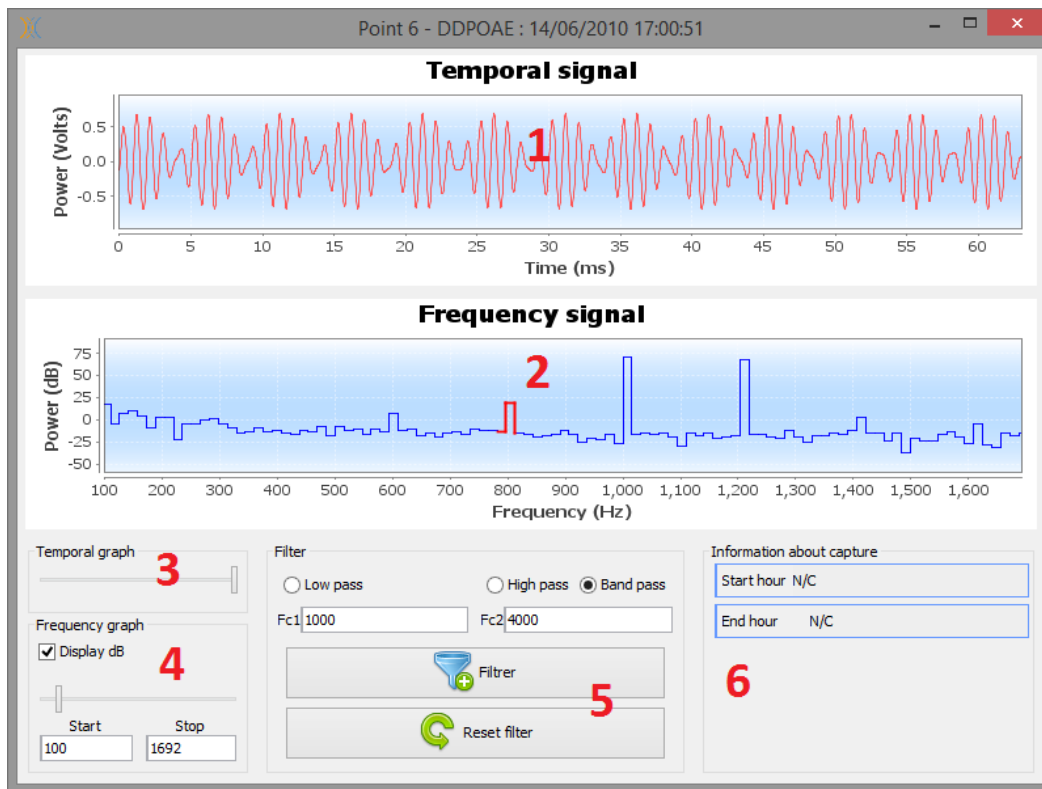 Point 6 - DDPOAE : 14/06/2010 17:00:51
Temporal signal
Power (Volts)
0.5
0.0
-0.5
1
0 5 10 15 20 25 30 35 40 45 50 55 60
Time (ms)
Frequency signal
Power (dB)
75
50
25
0
-25
-50
2
100 200 300 400 500 600 700 800 900 1,000 1,100 1,200 1,300 1,400 1,500 1,600
Frequency (Hz)
Temporal graph
3
Frequency graph
Display dB
4
Start Stop
100 1692
Filter
Low pass High pass Band pass
Fc1 1000 Fc2 4000
Filtrer
5
Reset filter
Information about capture
Start hour N/C
End hour N/C
6